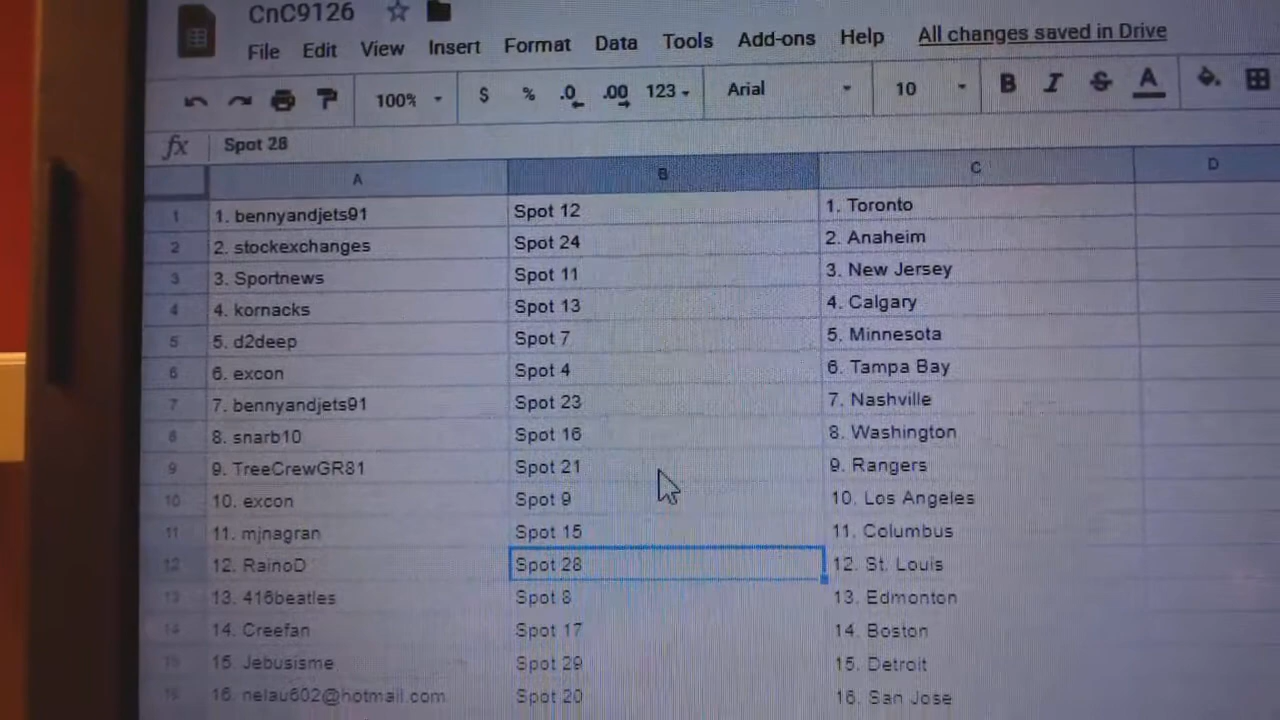 CnC9126
File Edit View Insert Format Data Tools Add-ons Help All changes saved in Drive
100% $ % .0 .00 123 Arial 10 B I S A
fx Spot 28
A B C D
1 1. bennyandjets91 Spot 12 1. Toronto
2 2. stockexchanges Spot 24 2. Anaheim
3 3. Sportnews Spot 11 3. New Jersey
4 4. kornacks Spot 13 4. Calgary
5 5. d2deep Spot 7 5. Minnesota
6 6. excon Spot 4 6. Tampa Bay
7 7. bennyandjets91 Spot 23 7. Nashville
8 8. snarb10 Spot 16 8. Washington
9 9. TreeCrewGR81 Spot 21 9. Rangers
10 10. excon Spot 9 10. Los Angeles
11 11. mjnagran Spot 15 11. Columbus
12 12. RainoD Spot 28 12. St. Louis
13 13. 416beatles Spot 8 13. Edmonton
14 14. Creefan Spot 17 14. Boston
15 15. Jebusisme Spot 29 15. Detroit
16 16. nelau602@hotmail.com Spot 20 16. San Jose